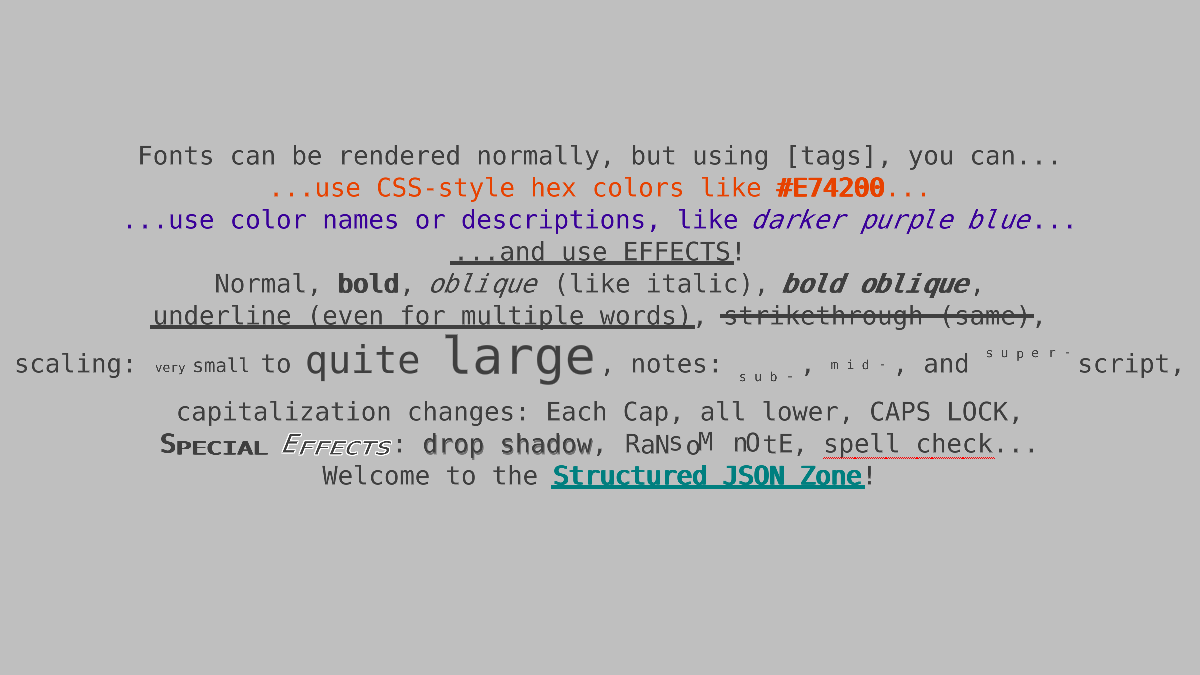 Fonts can be rendered normally, but using [tags], you can...
...use CSS-style hex colors like #E74200...
...use color names or descriptions, like darker purple blue...
...and use EFFECTS!
Normal, bold, oblique (like italic), bold oblique,
underline (even for multiple words), strikethrough (same),
scaling: very small to quite large, notes: sub-, mid-, and super-script,
capitalization changes: Each Cap, all lower, CAPS LOCK,
SPECIAL EFFECTS: drop shadow, RaNsoM nOtE, spell check...
Welcome to the Structured JSON Zone!